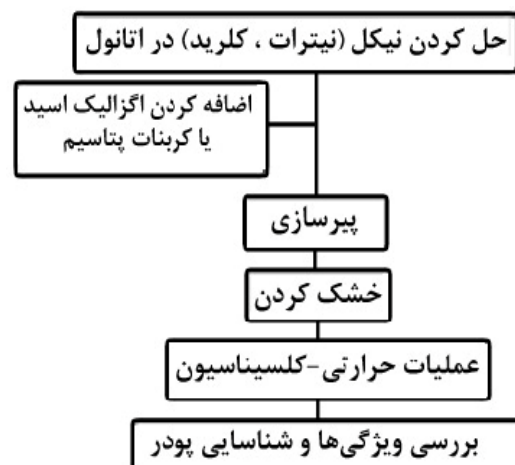 حل کردن نیکل (نیترات ، کلرید) در اتانول
اضافه کردن اگزالیک اسید
یا کربنات پتاسیم
پیرسازی
خشک کردن
عملیات حرارتی-کلسیناسیون
بررسی ویژگی‌ها و شناسایی پودر